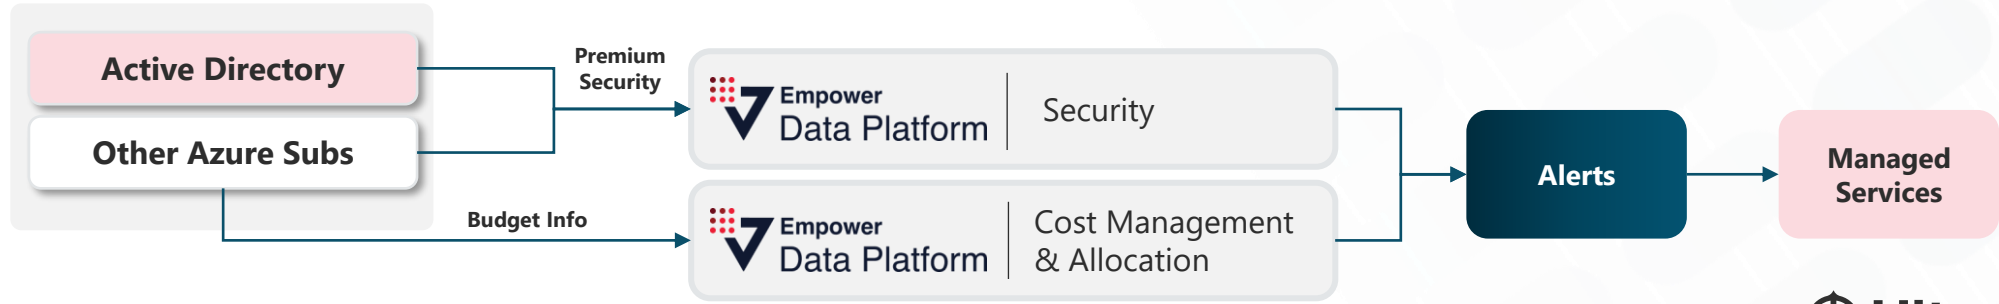 Active Directory
Other Azure Subs
Premium
Security
Budget Info
Empower
Data Platform
Security
Empower
Data Platform
Cost Management
& Allocation
Alerts
Managed
Services